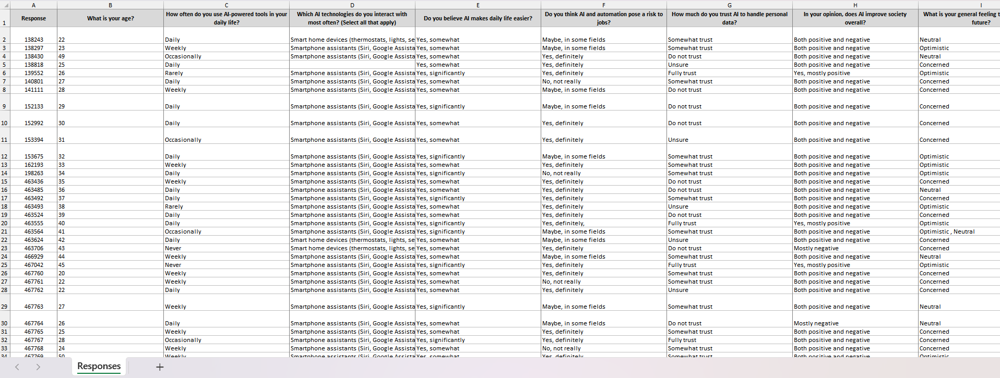 A B C D E F G H I
1 Response What is your age? How often do you use AI-powered tools in your daily life? Which AI technologies do you interact with most often? (Select all that apply) Do you believe AI makes daily life easier? Do you think AI and automation pose a risk to jobs? How much do you trust AI to handle personal data? In your opinion, does AI improve society overall? What is your general feeling t future?
2 138243 22 Daily Smart home devices (thermostats, lights, se Yes, somewhat Maybe, in some fields Somewhat trust Both positive and negative Neutral
3 138297 23 Weekly Smartphone assistants (Siri, Google Assista Yes, somewhat Maybe, in some fields Somewhat trust Both positive and negative Optimistic
4 138430 49 Occasionally Smartphone assistants (Siri, Google Assista Yes, somewhat Yes, definitely Do not trust Both positive and negative Neutral
5 138818 25 Daily Yes, somewhat Yes, definitely Unsure Both positive and negative Concerned
6 139552 26 Rarely Smartphone assistants (Siri, Google Assista Yes, significantly Yes, definitely Fully trust Yes, mostly positive Optimistic
7 140801 27 Daily Smartphone assistants (Siri, Google Assista Yes, somewhat No, not really Somewhat trust Both positive and negative Concerned
8 141111 28 Weekly Smartphone assistants (Siri, Google Assista Yes, somewhat Maybe, in some fields Do not trust Both positive and negative Concerned
9 152133 29 Daily Smartphone assistants (Siri, Google Assista Yes, significantly Maybe, in some fields Do not trust Both positive and negative Concerned
10 152992 30 Daily Smartphone assistants (Siri, Google Assista Yes, somewhat Yes, definitely Do not trust Both positive and negative Concerned
11 153394 31 Occasionally Smartphone assistants (Siri, Google Assista Yes, somewhat Yes, definitely Unsure Both positive and negative Concerned
12 153675 32 Daily Smartphone assistants (Siri, Google Assista Yes, significantly Maybe, in some fields Somewhat trust Both positive and negative Optimistic
13 162193 33 Weekly Smartphone assistants (Siri, Google Assista Yes, somewhat Yes, definitely Somewhat trust Both positive and negative Optimistic
14 198263 34 Daily Smartphone assistants (Siri, Google Assista Yes, significantly No, not really Somewhat trust Both positive and negative Optimistic
15 463436 35 Weekly Smartphone assistants (Siri, Google Assista Yes, somewhat Yes, definitely Do not trust Both positive and negative Concerned
16 463485 36 Daily Smartphone assistants (Siri, Google Assista Yes, somewhat Yes, definitely Do not trust Both positive and negative Neutral
17 463492 37 Daily Smartphone assistants (Siri, Google Assista Yes, significantly Yes, definitely Somewhat trust Both positive and negative Concerned
18 463493 38 Rarely Smartphone assistants (Siri, Google Assista Yes, somewhat Yes, definitely Unsure Both positive and negative Optimistic
19 463524 39 Daily Smartphone assistants (Siri, Google Assista Yes, somewhat Yes, definitely Do not trust Both positive and negative Concerned
20 463555 40 Daily Smartphone assistants (Siri, Google Assista Yes, significantly Yes, definitely, Fully trust Yes, mostly positive Optimistic
21 463564 41 Occasionally Smartphone assistants (Siri, Google Assista Yes, significantly Maybe, in some fields Somewhat trust Both positive and negative Optimistic , Neutral
22 463624 42 Daily Smart home devices (thermostats, lights, se Yes, somewhat Maybe, in some fields Unsure Both positive and negative Concerned
23 463706 43 Never Smart home devices (thermostats, lights, se Yes, somewhat Yes, definitely Do not trust Mostly negative Concerned
24 466929 44 Weekly Smartphone assistants (Siri, Google Assista Yes, somewhat Maybe, in some fields Somewhat trust Both positive and negative Neutral
25 467042 45 Never Smartphone assistants (Siri, Google Assista Yes, significantly Yes, definitely Fully trust Yes, mostly positive Optimistic
26 467760 20 Weekly Smartphone assistants (Siri, Google Assista Yes, somewhat Yes, definitely Somewhat trust Both positive and negative Concerned
27 467761 22 Weekly Smartphone assistants (Siri, Google Assista Yes, somewhat No, not really Somewhat trust Both positive and negative Concerned
28 467762 22 Daily Smartphone assistants (Siri, Google Assista Yes, somewhat Yes, definitely Unsure Both positive and negative Concerned
29 467763 27 Weekly Smartphone assistants (Siri, Google Assista Yes, significantly Maybe, in some fields Somewhat trust Both positive and negative Neutral
30 467764 26 Daily Smartphone assistants (Siri, Google Assista Yes, somewhat Maybe, in some fields Do not trust Mostly negative Neutral
31 467765 25 Weekly Smartphone assistants (Siri, Google Assista Yes, somewhat Yes, definitely Somewhat trust Both positive and negative Concerned
32 467767 28 Occasionally Smartphone assistants (Siri, Google Assista Yes, significantly Yes, definitely Fully trust Both positive and negative Concerned
33 467768 24 Weekly Smartphone assistants (Siri, Google Assista Yes, somewhat No, not really Somewhat trust Both positive and negative Concerned
34 467769 50 Weekly Smartphone assistants (Siri, Google Assista Yes, somewhat Yes, definitely Somewhat trust Both positive and negative Optimistic
Responses